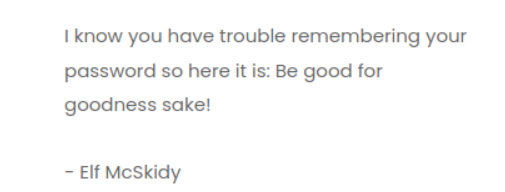 I know you have trouble remembering your
password so here it is: Be good for
goodness sake!
- Elf McSkidy